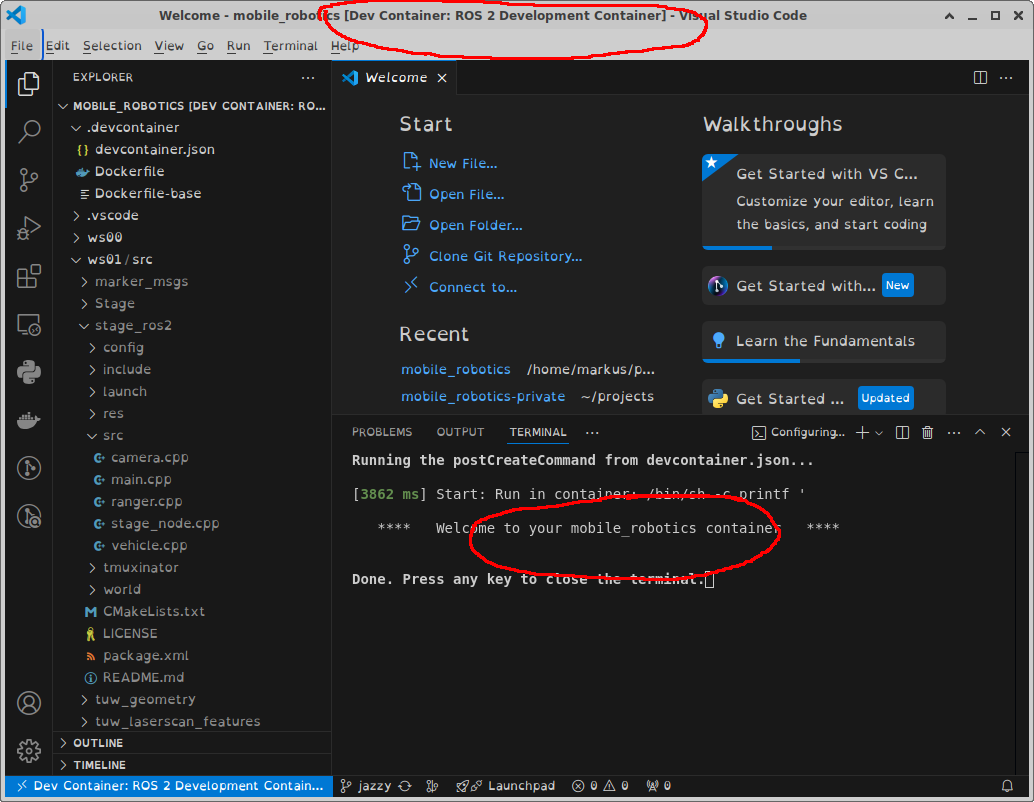 Welcome - mobile_robotics [Dev Container: ROS 2 Development Container] - Visual Studio Code
File Edit Selection View Go Run Terminal Help
EXPLORER ···
MOBILE_ROBOTICS [DEV CONTAINER: RO...
.devcontainer
{} devcontainer.json
Dockerfile
Dockerfile-base
.vscode
ws00
ws01/src
marker_msgs
Stage
stage_ros2
config
include
launch
res
src
camera.cpp
main.cpp
ranger.cpp
stage_node.cpp
vehicle.cpp
tmuxinator
world
CMakeLists.txt
LICENSE
package.xml
README.md
tuw_geometry
tuw_laserscan_features
OUTLINE
TIMELINE
Welcome
Start
New File...
Open File...
Open Folder...
Clone Git Repository...
Connect to...
Recent
mobile_robotics /home/markus/p...
mobile_robotics-private ~/projects
Walkthroughs
Get Started with VS C...
Customize your editor, learn
the basics, and start coding
Get Started with... New
Learn the Fundamentals
Get Started ... Updated
PROBLEMS OUTPUT TERMINAL ··· Configuring... ···
Running the postCreateCommand from devcontainer.json...
[3862 ms] Start: Run in container: /bin/sh -c printf '
**** Welcome to your mobile_robotics container ****
Done. Press any key to close the terminal.
Dev Container: ROS 2 Development Contain... jazzy Launchpad 0 0 0